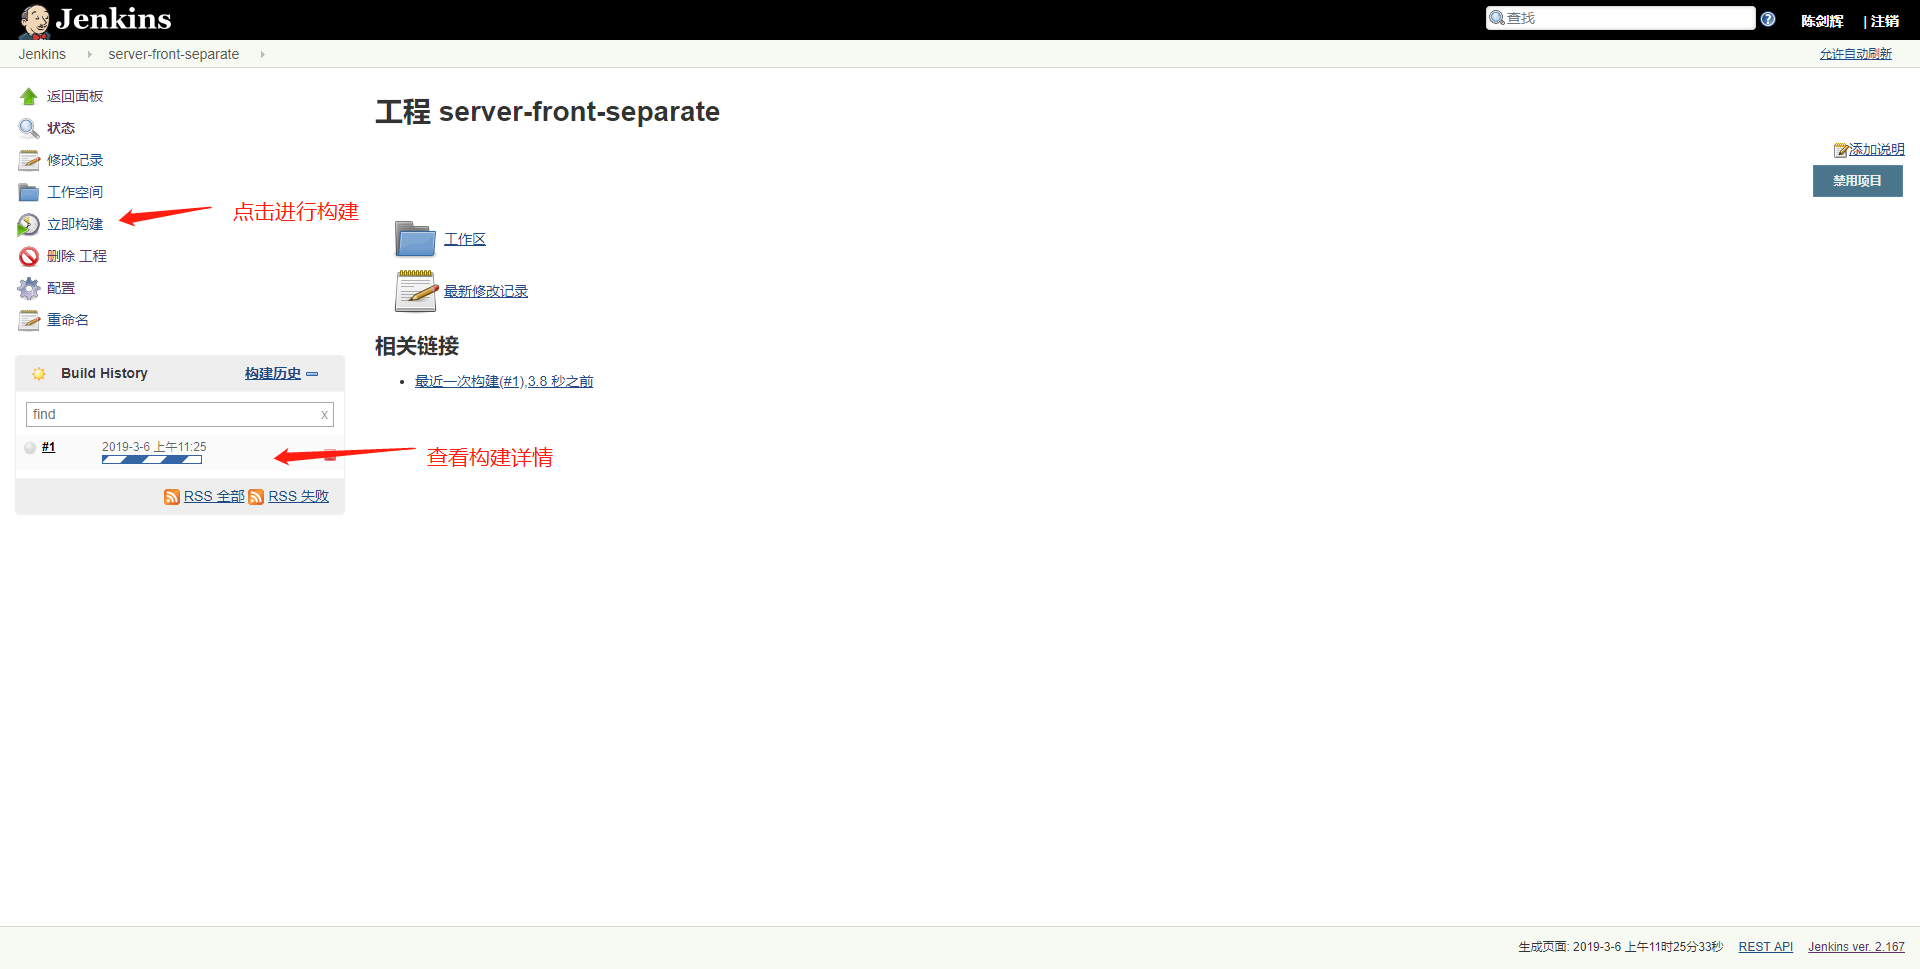 Jenkins
查找
陈剑辉
| 注销
Jenkins
server-front-separate
允许自动刷新
返回面板
状态
修改记录
工作空间
立即构建
删除 工程
配置
重命名
点击进行构建
工程 server-front-separate
添加说明
禁用项目
工作区
最新修改记录
相关链接
最近一次构建(#1),3.8 秒之前
Build History
构建历史
find
x
#1
2019-3-6 上午11:25
查看构建详情
RSS 全部
RSS 失败
生成页面: 2019-3-6 上午11时25分33秒
REST API
Jenkins ver. 2.167